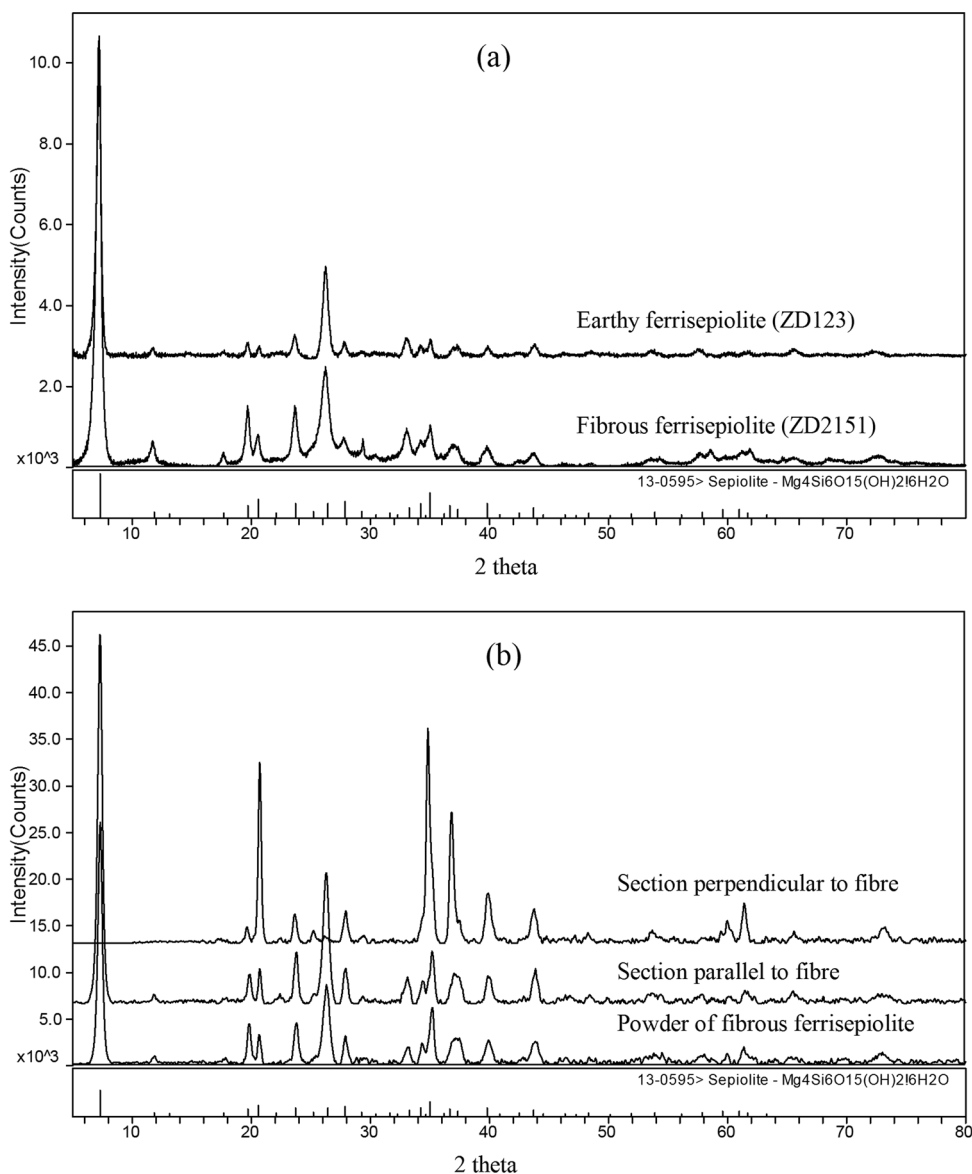 (a)
10.0
8.0
6.0
4.0
2.0
x10^3
Intensity(Counts)
Earthy ferrisepiolite (ZD123)
Fibrous ferrisepiolite (ZD2151)
13-0595> Sepiolite - Mg4Si6O15(OH)2!6H2O
10 20 30 40 50 60 70 80
2 theta
(b)
45.0
40.0
35.0
30.0
25.0
20.0
15.0
10.0
5.0
x10^3
Intensity(Counts)
Section perpendicular to fibre
Section parallel to fibre
Powder of fibrous ferrisepiolite
13-0595> Sepiolite - Mg4Si6O15(OH)2!6H2O
10 20 30 40 50 60 70 80
2 theta